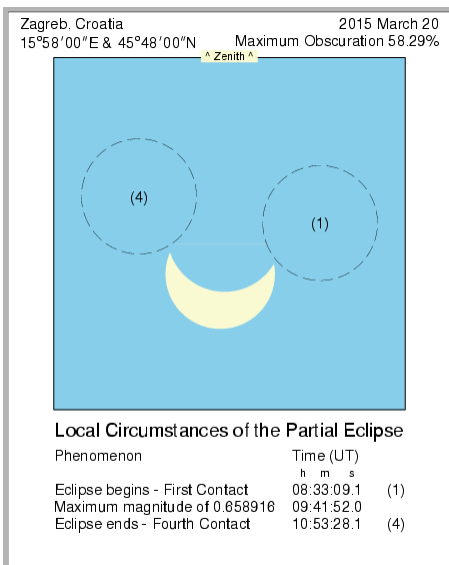 Zagreb, Croatia 2015 March 20
15°58'00"E & 45°48'00"N Maximum Obscuration 58.29%
^ Zenith ^
(4)
(1)
Local Circumstances of the Partial Eclipse
Phenomenon Time (UT)
h m s
Eclipse begins - First Contact 08:33:09.1 (1)
Maximum magnitude of 0.658916 09:41:52.0
Eclipse ends - Fourth Contact 10:53:28.1 (4)